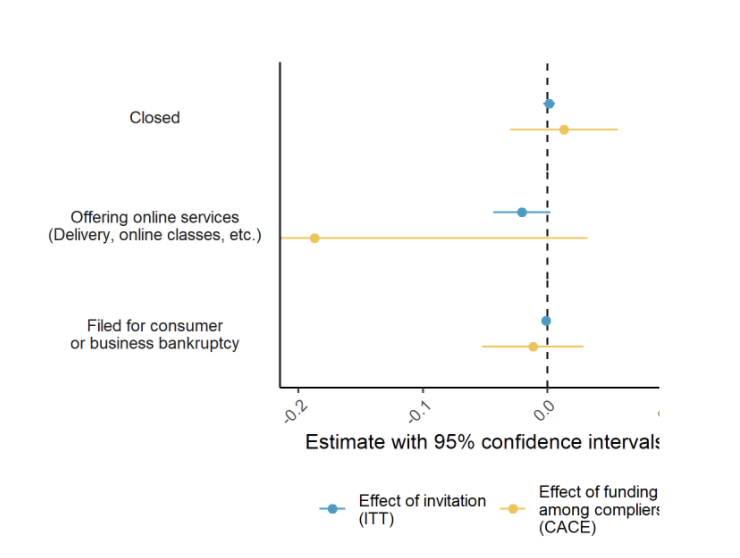 Closed
Offering online services
(Delivery, online classes, etc.)
Filed for consumer
or business bankruptcy
-0.2
-0.1
0.0
Estimate with 95% confidence intervals
Effect of invitation
(ITT)
Effect of funding
among compliers
(CACE)